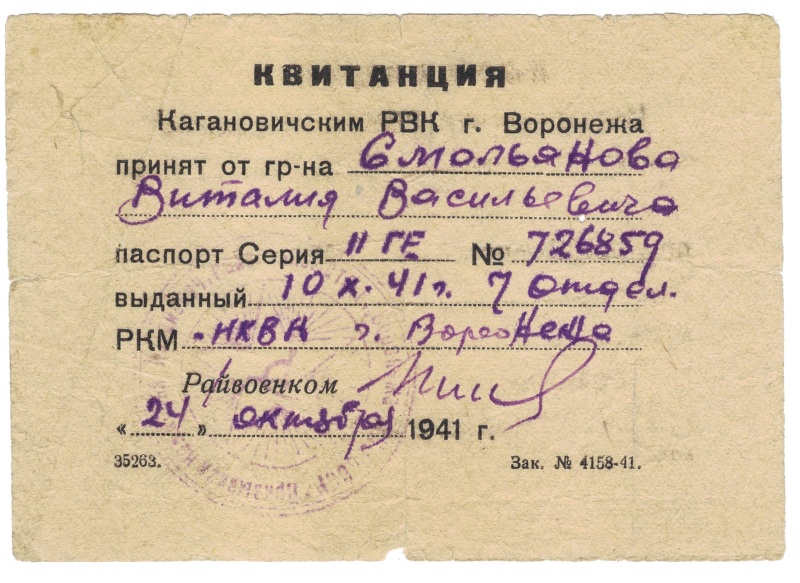 КВИТАНЦИЯ
Кагановичским РВК г. Воронежа
принят от гр-на Смольянова
Виталия Васильевича
паспорт Серия II ГЕ № 726859
выданный 10 X. 41 г. 7 отдел.
РКМ НКВД г. Воронежа
Райвоенком
«24» октября 1941 г.
35263. Зак. № 4158-41.